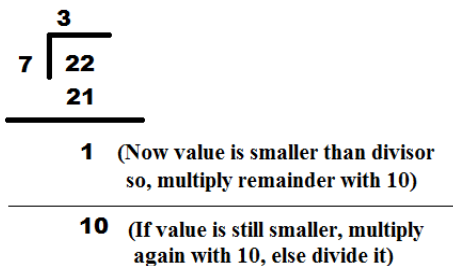 3
7 22
21
1 (Now value is smaller than divisor
so, multiply remainder with 10)
10 (If value is still smaller, multiply
again with 10, else divide it)